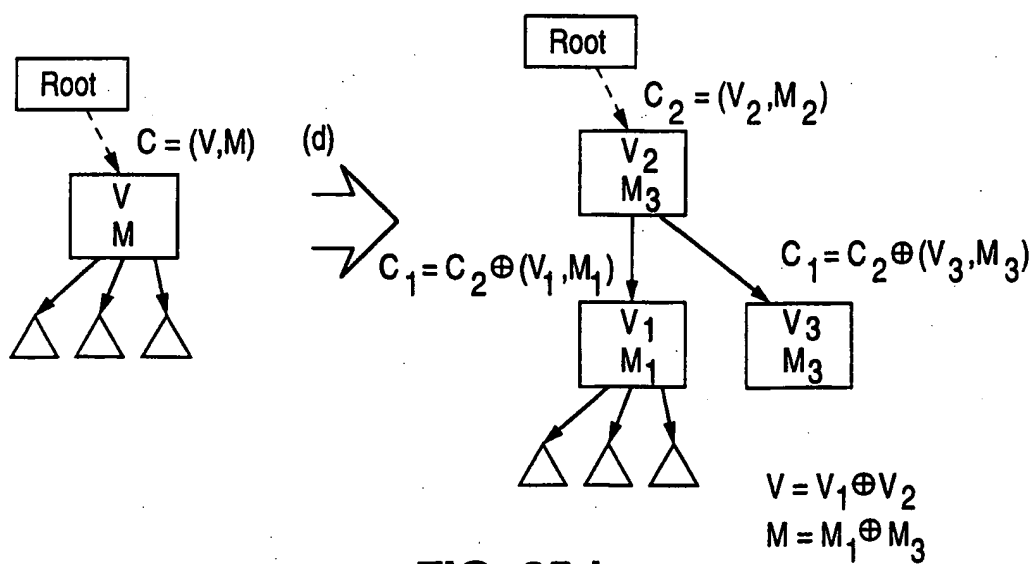 Root
C = (V,M)
V
M
(d)
Root
C₂ = (V₂,M₂)
V₂
M₃
C₁ = C₂ ⊕ (V₁,M₁)
C₁ = C₂ ⊕ (V₃,M₃)
V₁
M₁
V₃
M₃
V = V₁ ⊕ V₂
M = M₁ ⊕ M₃